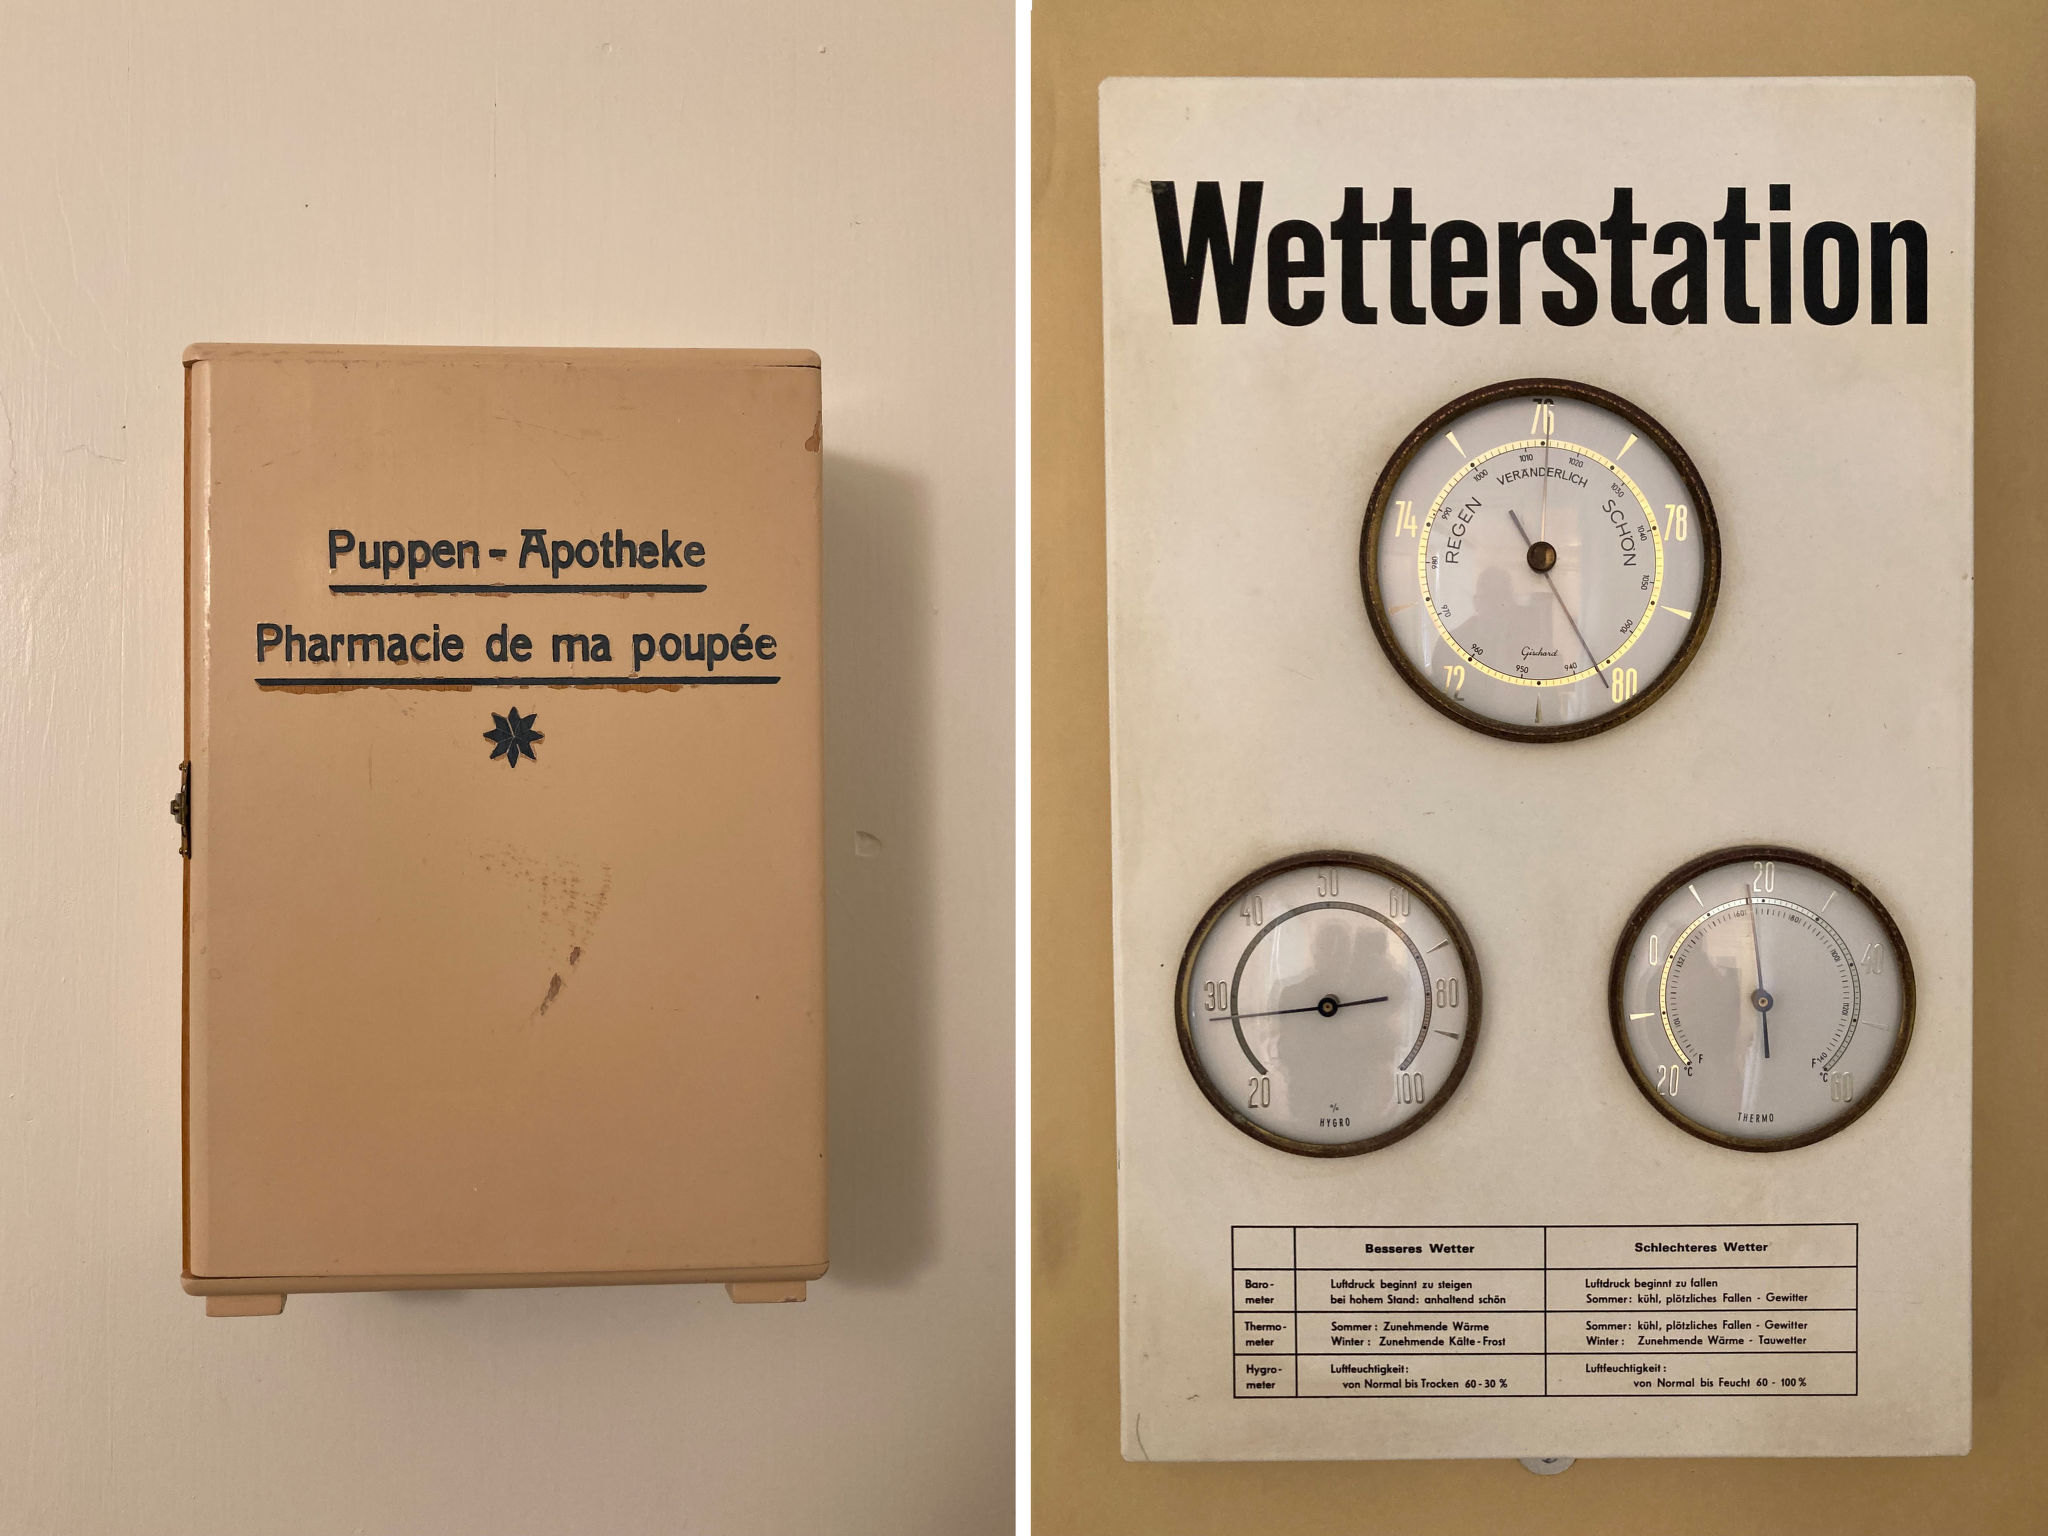 Puppen - Apotheke
Pharmacie de ma poupée
Wetterstation
76
74
78
72
80
1010
1020
1000
1030
990
1040
980
1050
970
1060
960
950
940
VERÄNDERLICH
REGEN
SCHÖN
50
40
60
30
80
20
100
%
HYGRO
20
0
40
20
60
F
°C
F
°C
THERMO
Besseres Wetter
Schlechteres Wetter
Baro-
meter
Luftdruck beginnt zu steigen
bei hohem Stand: anhaltend schön
Luftdruck beginnt zu fallen
Sommer: kühl, plötzliches Fallen - Gewitter
Thermo-
meter
Sommer: Zunehmende Wärme
Winter: Zunehmende Kälte - Frost
Sommer: kühl, plötzliches Fallen - Gewitter
Winter: Zunehmende Wärme - Tauwetter
Hygro-
meter
Luftfeuchtigkeit:
von Normal bis Trocken 60 - 30 %
Luftfeuchtigkeit:
von Normal bis Feucht 60 - 100 %